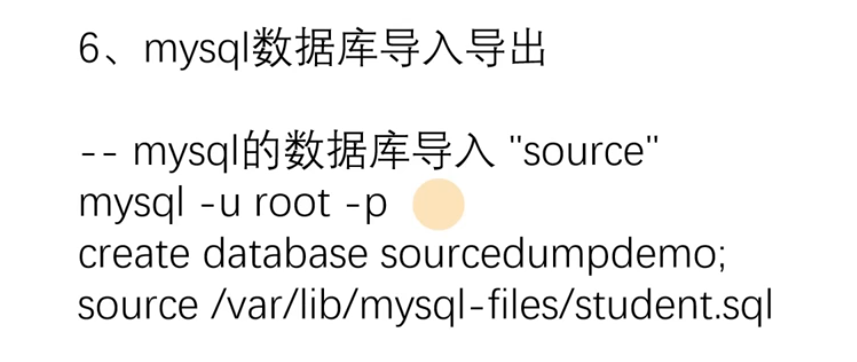 6、mysql数据库导入导出
-- mysql的数据库导入 "source"
mysql -u root -p
create database sourcedumpdemo;
source /var/lib/mysql-files/student.sql